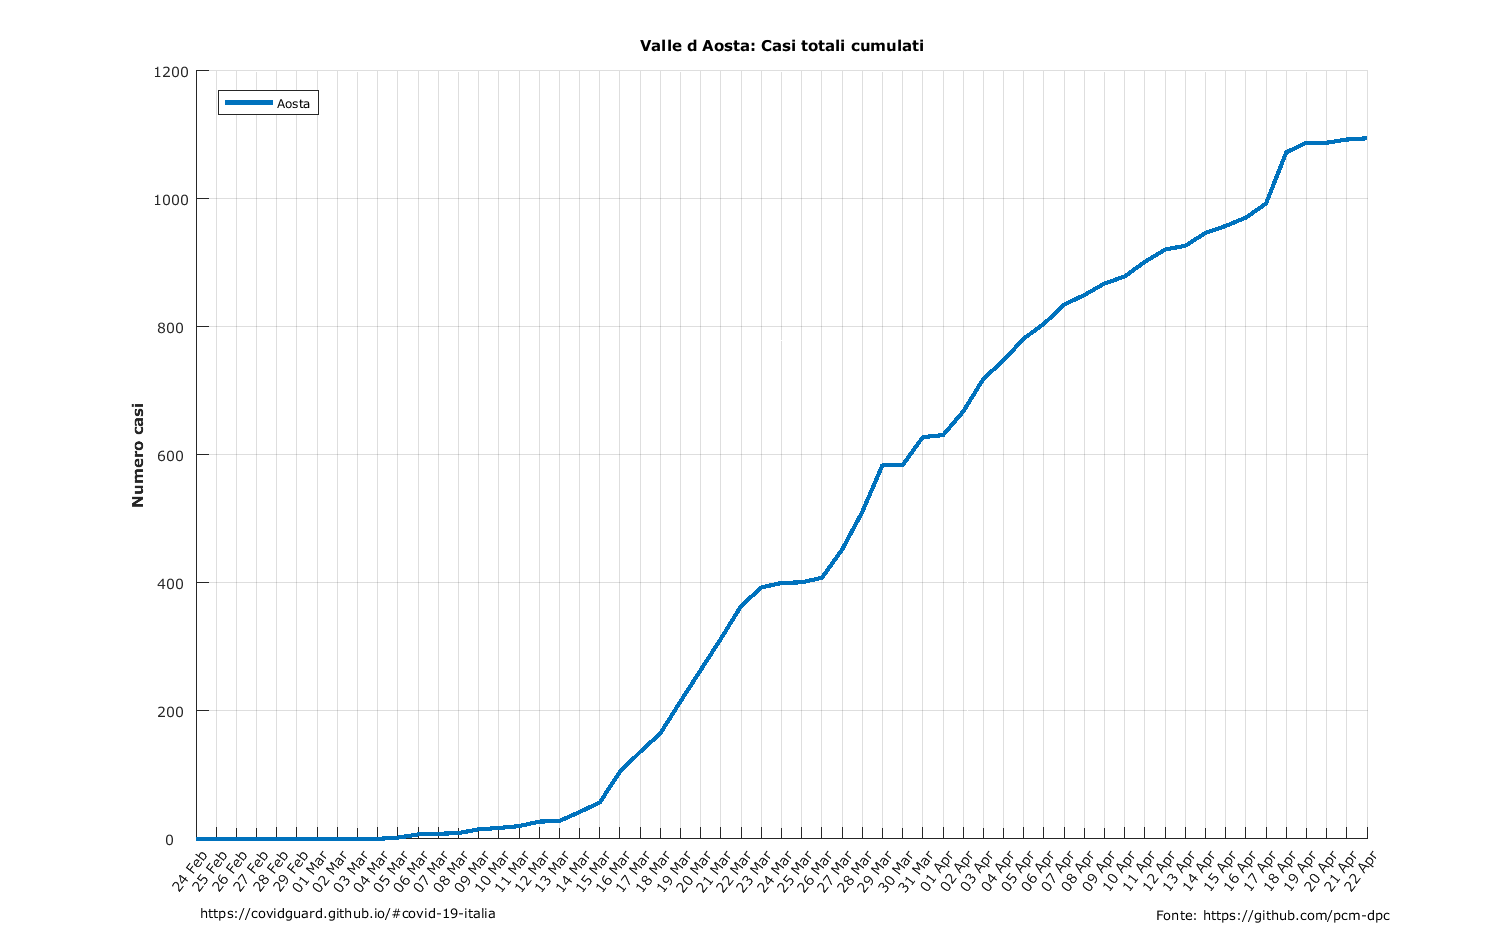 Valle d Aosta: Casi totali cumulati
Aosta
1200
1000
800
600
400
200
0
Numero casi
24 Feb
25 Feb
26 Feb
27 Feb
28 Feb
29 Feb
01 Mar
02 Mar
03 Mar
04 Mar
05 Mar
06 Mar
07 Mar
08 Mar
09 Mar
10 Mar
11 Mar
12 Mar
13 Mar
14 Mar
15 Mar
16 Mar
17 Mar
18 Mar
19 Mar
20 Mar
21 Mar
22 Mar
23 Mar
24 Mar
25 Mar
26 Mar
27 Mar
28 Mar
29 Mar
30 Mar
31 Mar
01 Apr
02 Apr
03 Apr
04 Apr
05 Apr
06 Apr
07 Apr
08 Apr
09 Apr
10 Apr
11 Apr
12 Apr
13 Apr
14 Apr
15 Apr
16 Apr
17 Apr
18 Apr
19 Apr
20 Apr
21 Apr
22 Apr
https://covidguard.github.io/#covid-19-italia
Fonte: https://github.com/pcm-dpc